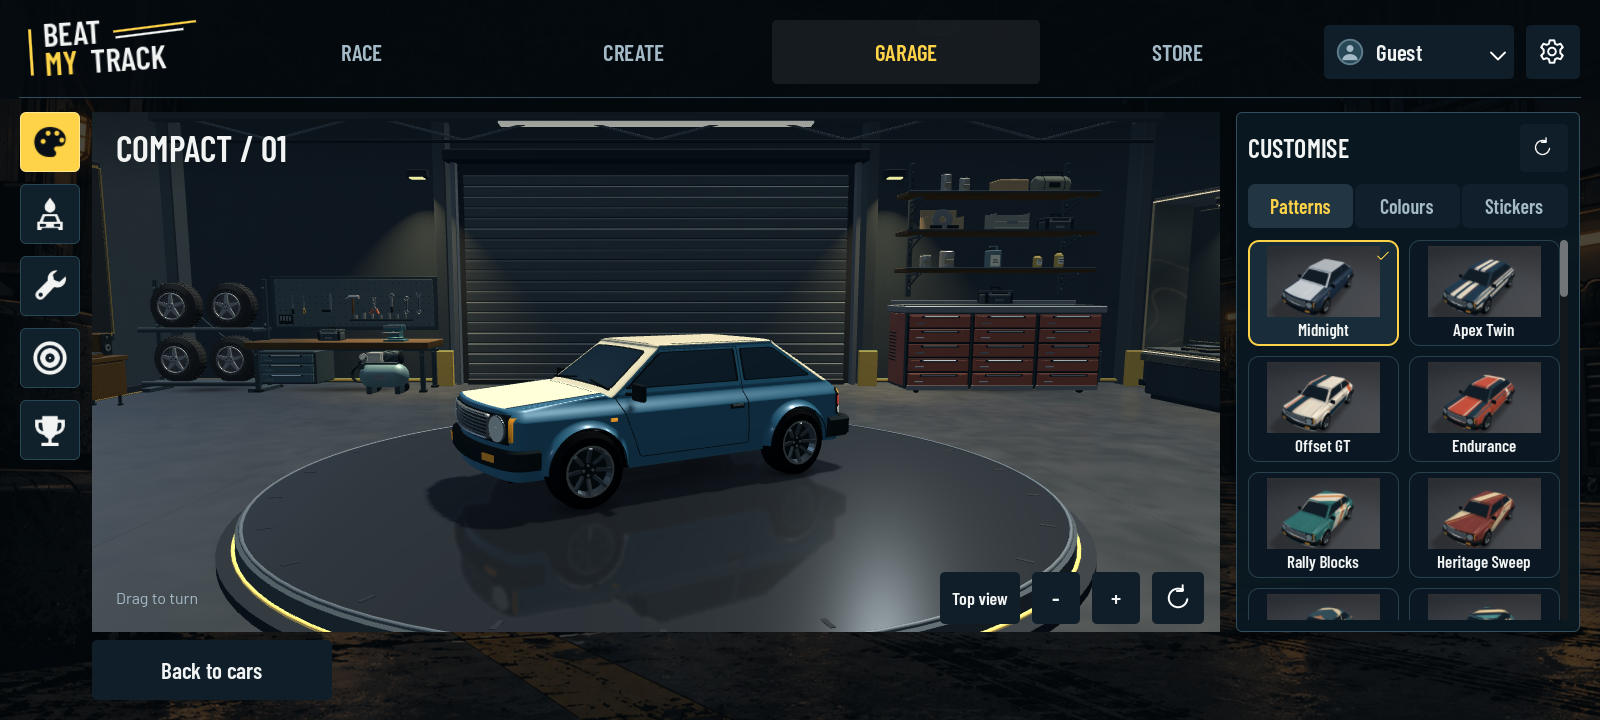 BEAT
MY TRACK
RACE
CREATE
GARAGE
STORE
Guest
COMPACT / 01
CUSTOMISE
Patterns
Colours
Stickers
Midnight
Apex Twin
Offset GT
Endurance
Rally Blocks
Heritage Sweep
Drag to turn
Top view
-
+
Back to cars